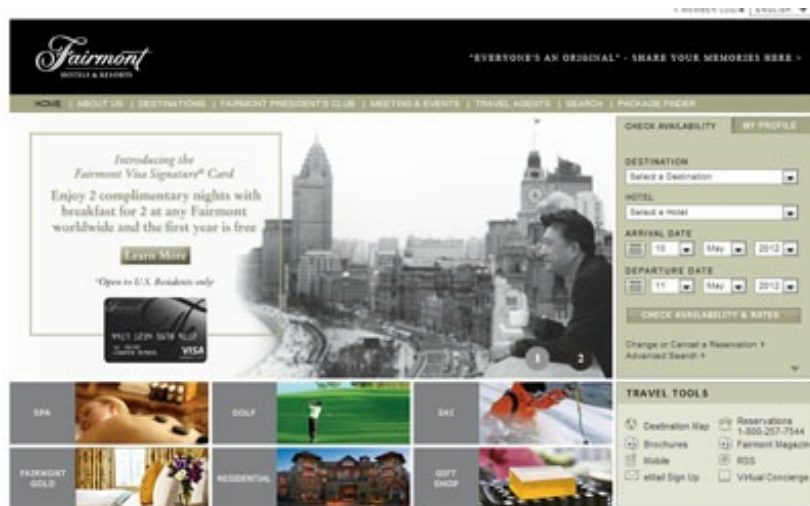 MEMBER LOGIN ENGLISH
Fairmont
HOTELS & RESORTS
"EVERYONE'S AN ORIGINAL" - SHARE YOUR MEMORIES HERE >
HOME | ABOUT US | DESTINATIONS | FAIRMONT PRESIDENT'S CLUB | MEETING & EVENTS | TRAVEL AGENTS | SEARCH | PACKAGE FINDER
CHECK AVAILABILITY MY PROFILE
Introducing the
Fairmont Visa Signature® Card
Enjoy 2 complimentary nights with
breakfast for 2 at any Fairmont
worldwide and the first year is free
Learn More
*Open to U.S. Residents only
VISA
1 2
DESTINATION
Select a Destination
HOTEL
Select a Hotel
ARRIVAL DATE
10 May 2012
DEPARTURE DATE
11 May 2012
CHECK AVAILABILITY & RATES
Change or Cancel a Reservation >
Advanced Search >
SPA
GOLF
SKI
FAIRMONT
GOLD
RESIDENTIAL
GIFT
SHOP
TRAVEL TOOLS
Destination Map
Reservations
1-800-257-7544
Brochures
Fairmont Magazin
Mobile
RSS
eMail Sign Up
Virtual Concierge